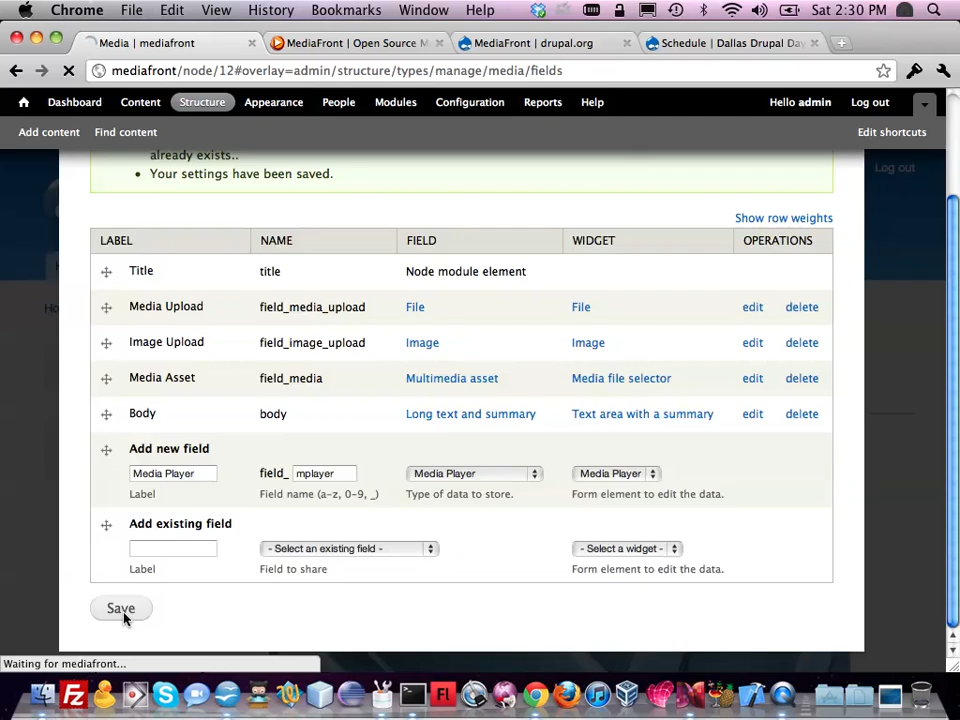 Chrome File Edit View History Bookmarks Window Help Sat 2:30 PM
Media | mediafront MediaFront | Open Source M MediaFront | drupal.org Schedule | Dallas Drupal Day
mediafront/node/12#overlay=admin/structure/types/manage/media/fields
Dashboard Content Structure Appearance People Modules Configuration Reports Help Hello admin Log out
Add content Find content Edit shortcuts
already exists..
Log out
• Your settings have been saved.
Show row weights
LABEL NAME FIELD WIDGET OPERATIONS
Title title Node module element
Media Upload field_media_upload File File edit delete
Ho
Image Upload field_image_upload Image Image edit delete
Media Asset field_media Multimedia asset Media file selector edit delete
Body body Long text and summary Text area with a summary edit delete
Add new field
Media Player field_ mplayer Media Player Media Player
Label Field name (a-z, 0-9, _) Type of data to store. Form element to edit the data.
Add existing field
- Select an existing field - - Select a widget -
Label Field to share Form element to edit the data.
Save
Waiting for mediafront...
Fz FL